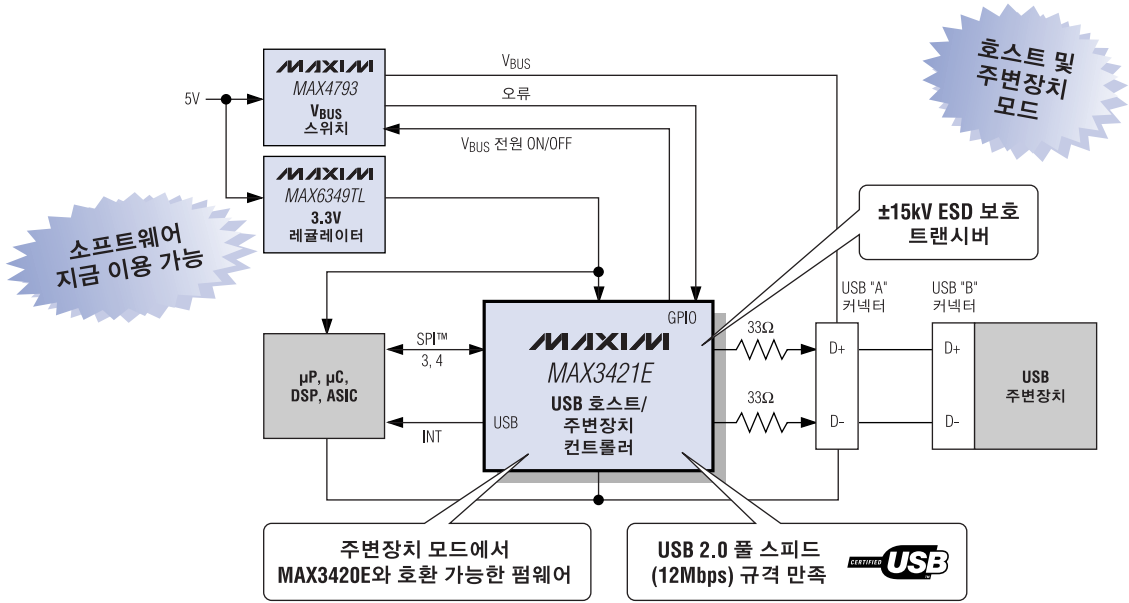 호스트 및
주변장치
모드
소프트웨어
지금 이용 가능
5V
MAXIM
MAX4793
VBUS
스위치
VBUS
오류
VBUS 전원 ON/OFF
MAXIM
MAX6349TL
3.3V
레귤레이터
±15kV ESD 보호
트랜시버
µP, µC,
DSP, ASIC
SPI™
3, 4
INT
GPIO
MAXIM
MAX3421E
USB 호스트/
주변장치
컨트롤러
USB
33Ω
33Ω
USB "A"
커넥터
D+
D–
USB "B"
커넥터
D+
D–
USB
주변장치
주변장치 모드에서
MAX3420E와 호환 가능한 펌웨어
USB 2.0 풀 스피드
(12Mbps) 규격 만족
CERTIFIED USB